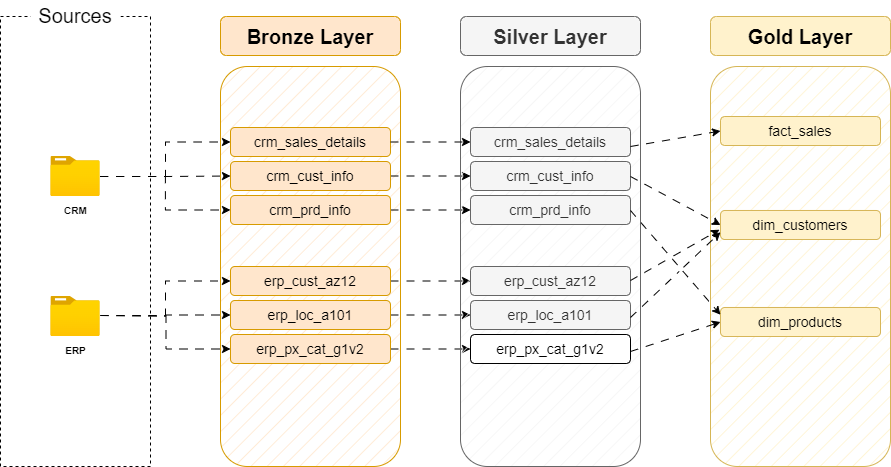 Sources
Bronze Layer
Silver Layer
Gold Layer
CRM
ERP
crm_sales_details
crm_cust_info
crm_prd_info
erp_cust_az12
erp_loc_a101
erp_px_cat_g1v2
crm_sales_details
crm_cust_info
crm_prd_info
erp_cust_az12
erp_loc_a101
erp_px_cat_g1v2
fact_sales
dim_customers
dim_products